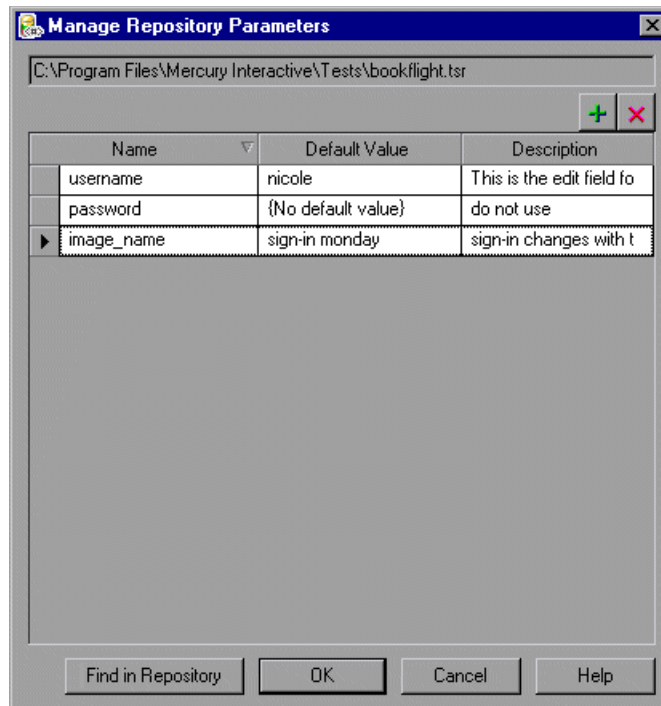 Manage Repository Parameters
C:\Program Files\Mercury Interactive\Tests\bookflight.tsr
Name Default Value Description
username nicole This is the edit field fo
password {No default value} do not use
image_name sign-in monday sign-in changes with t
Find in Repository OK Cancel Help